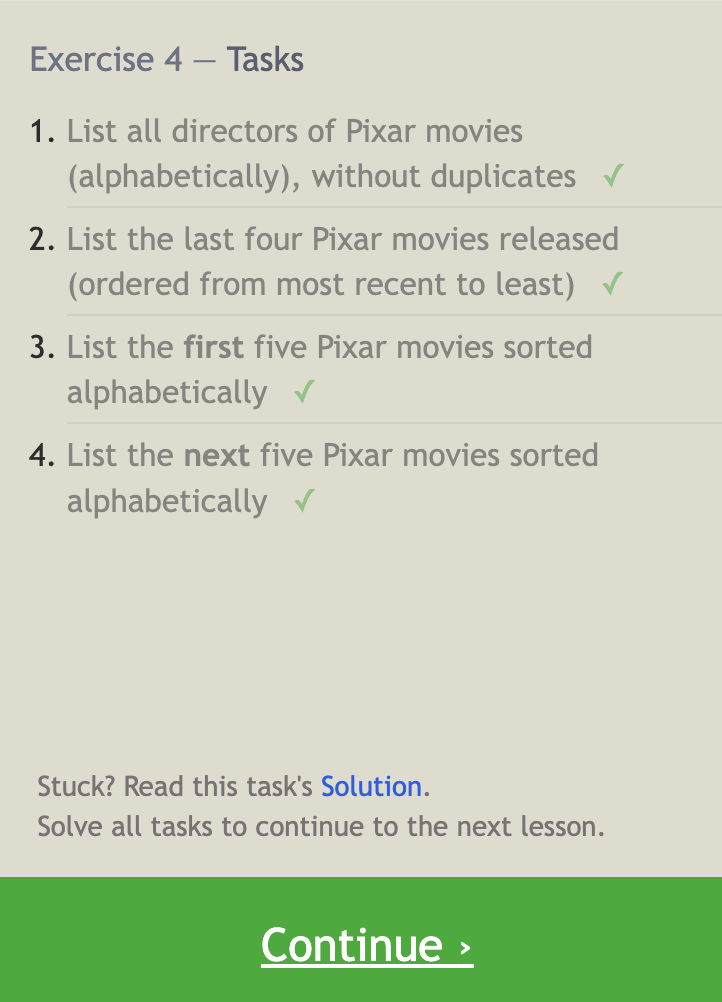 Exercise 4 — Tasks
1. List all directors of Pixar movies
(alphabetically), without duplicates ✓
2. List the last four Pixar movies released
(ordered from most recent to least) ✓
3. List the first five Pixar movies sorted
alphabetically ✓
4. List the next five Pixar movies sorted
alphabetically ✓
Stuck? Read this task's Solution.
Solve all tasks to continue to the next lesson.
Continue ›